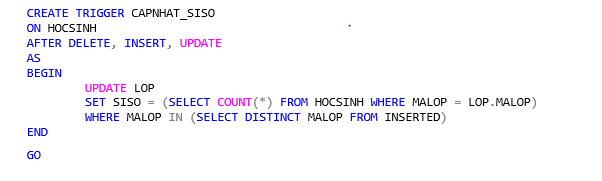 CREATE TRIGGER CAPNHAT_SISO
ON HOCSINH
AFTER DELETE, INSERT, UPDATE
AS
BEGIN
UPDATE LOP
SET SISO = (SELECT COUNT(*) FROM HOCSINH WHERE MALOP = LOP.MALOP)
WHERE MALOP IN (SELECT DISTINCT MALOP FROM INSERTED)
END
GO